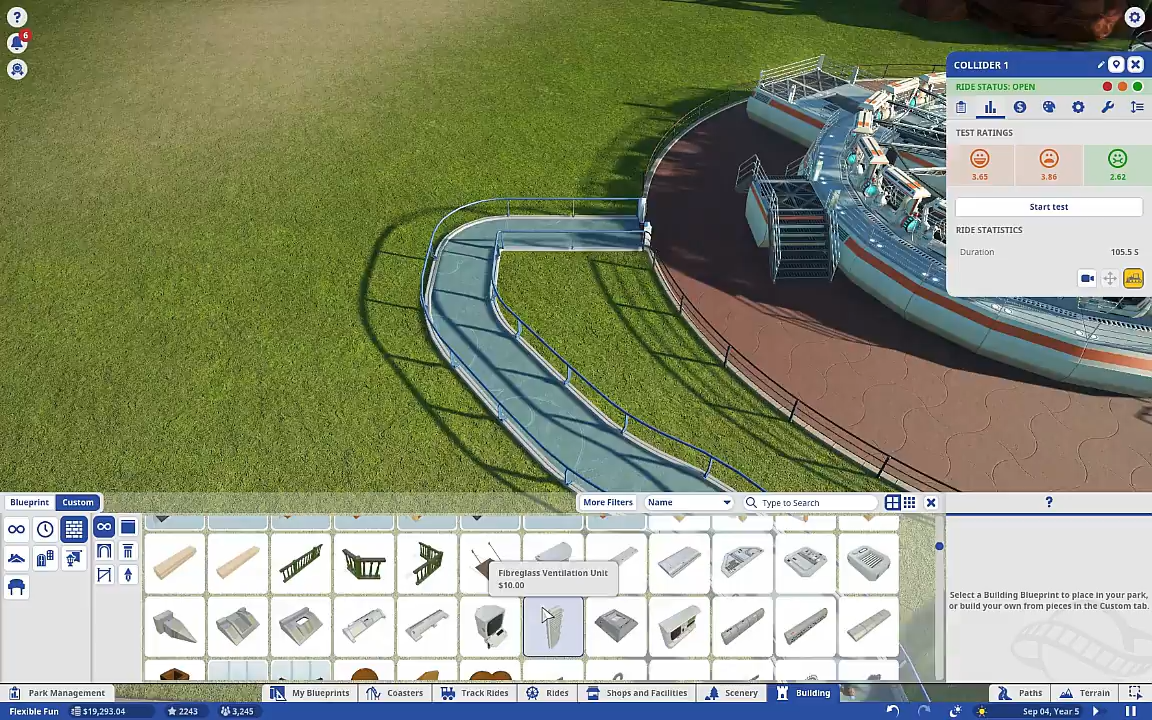 6
COLLIDER 1
RIDE STATUS: OPEN
TEST RATINGS
3.65 3.86 2.62
Start test
RIDE STATISTICS
Duration 105.5 S
Blueprint Custom More Filters Name Type to Search ?
Fibreglass Ventilation Unit
$10.00
Select a Building Blueprint to place in your park,
or build your own from pieces in the Custom tab.
Park Management My Blueprints Coasters Track Rides Rides Shops and Facilities Scenery Building Paths Terrain
Flexible Fun $19,293.04 2243 3,245 Sep 04, Year 5